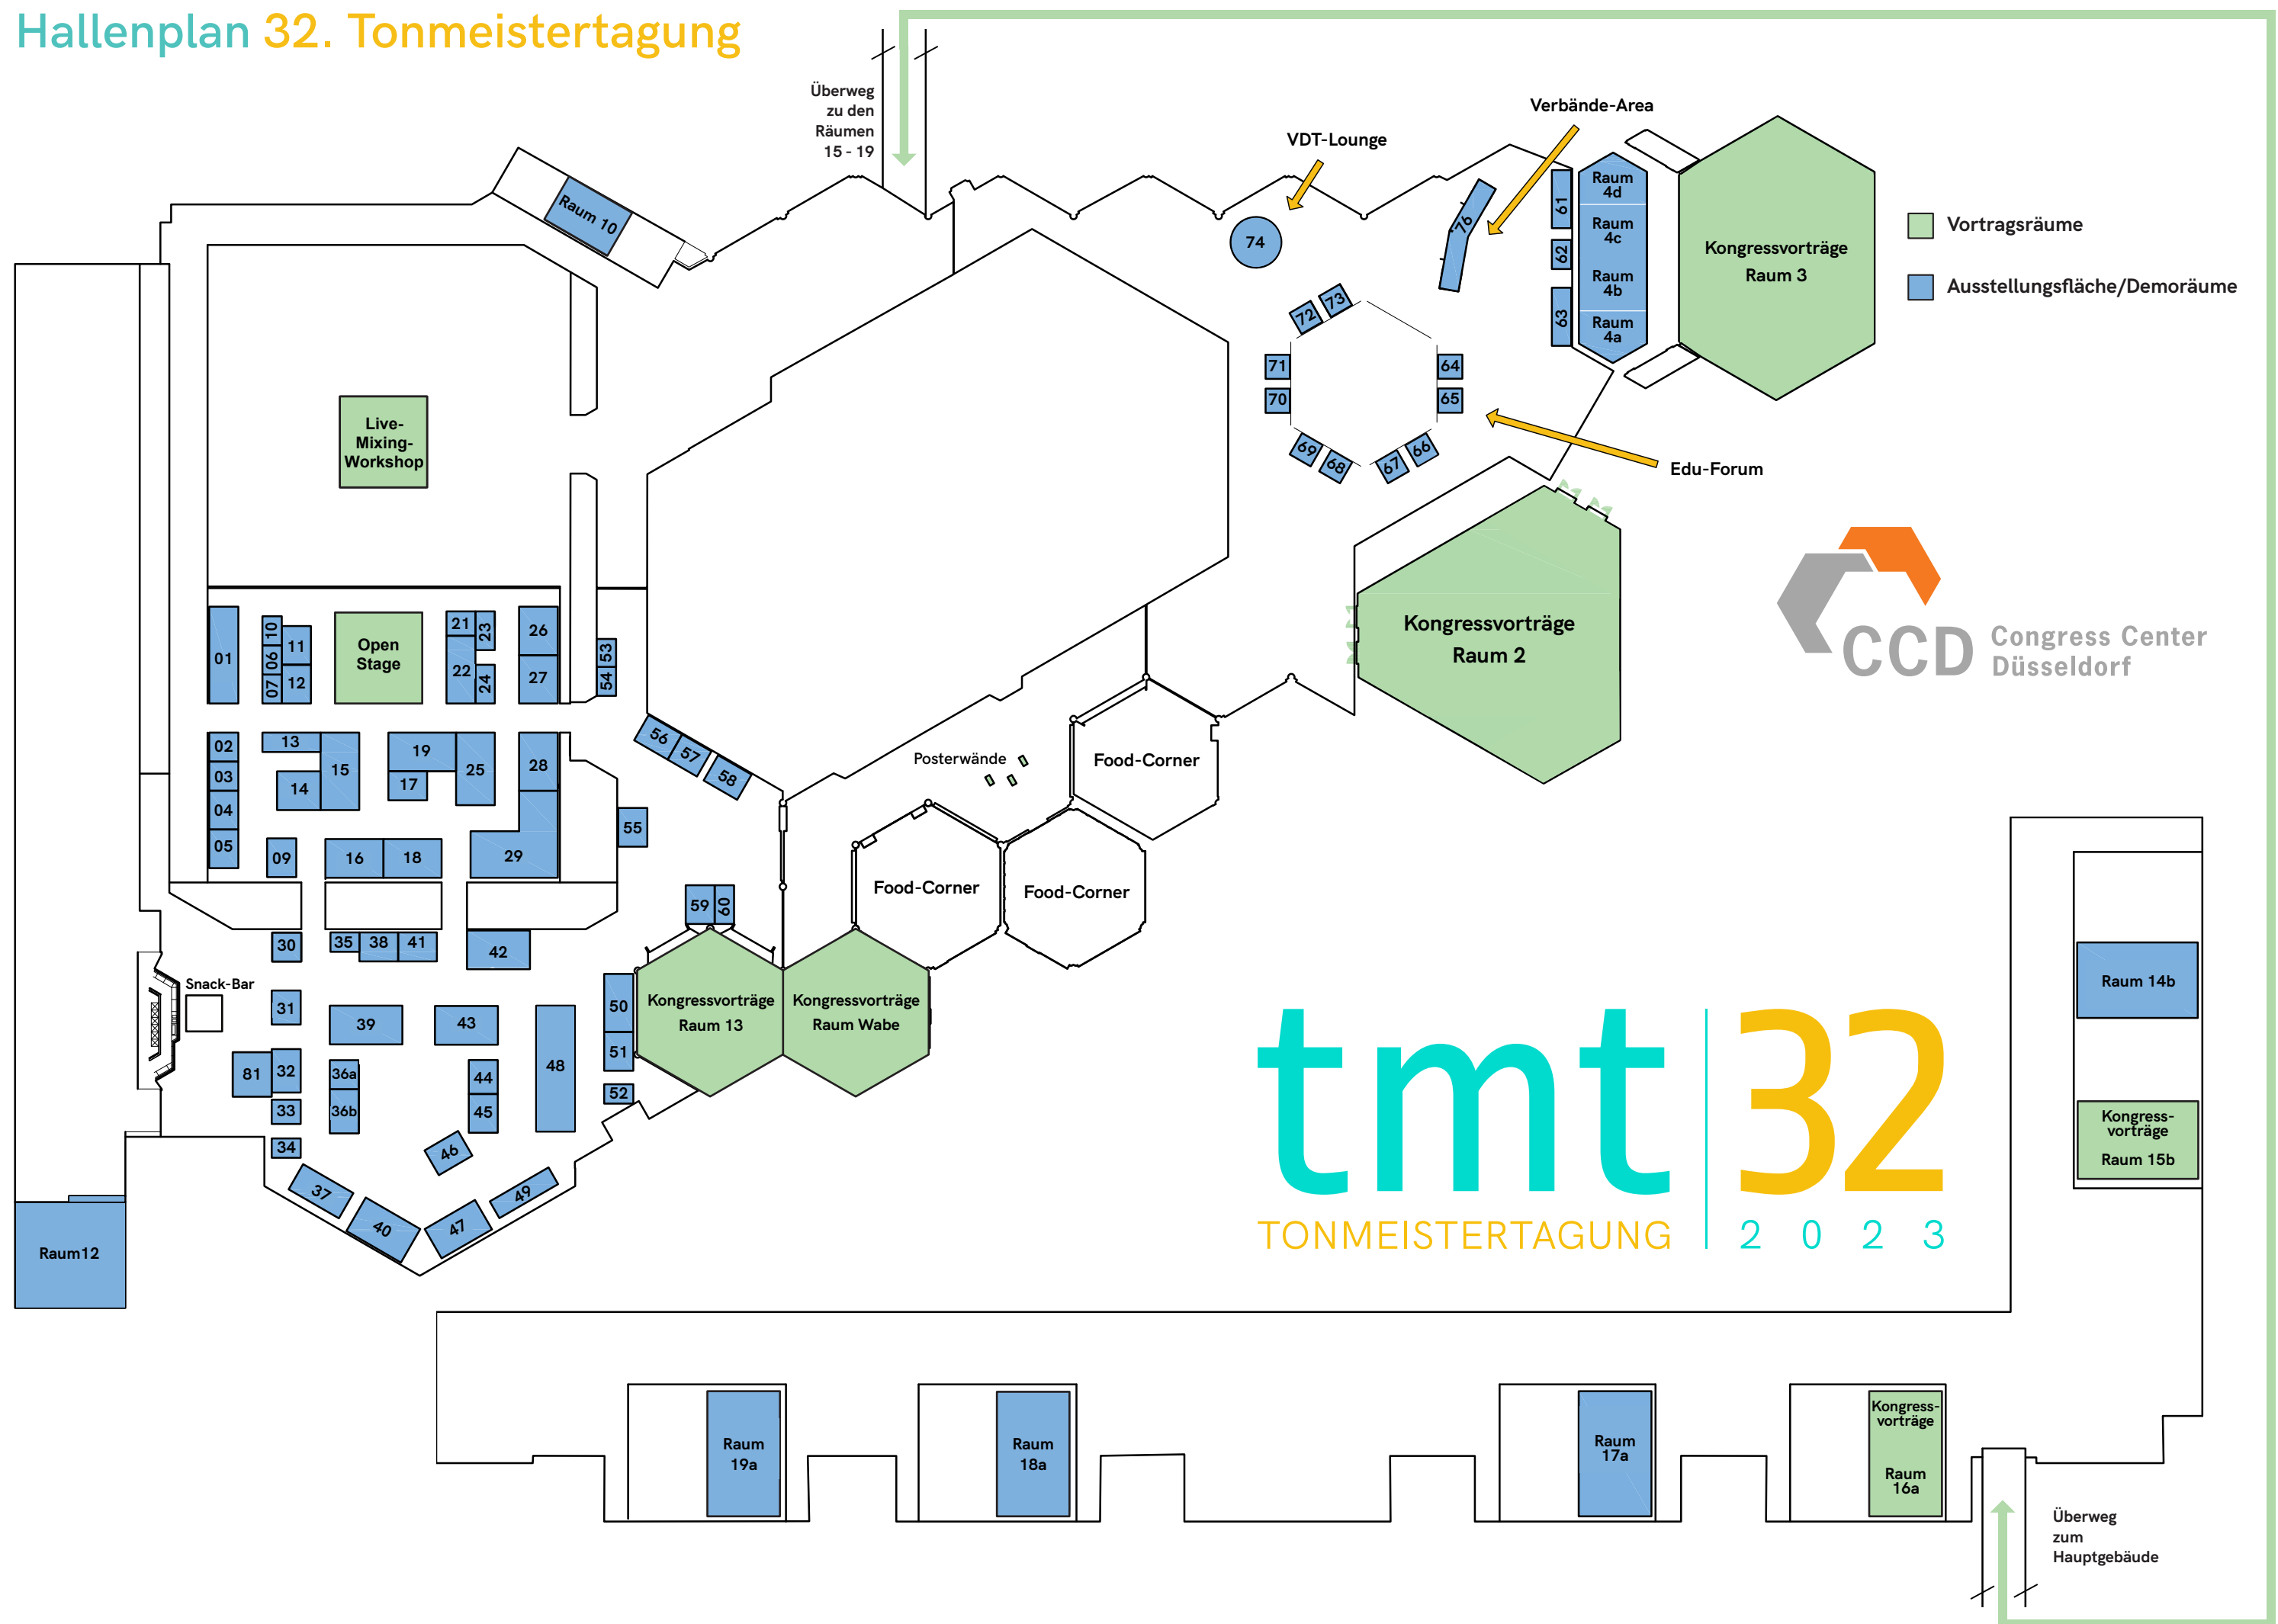 Hallenplan 32. Tonmeistertagung
Überweg
zu den
Räumen
15 - 19
VDT-Lounge
Verbände-Area
Vortragsräume
Ausstellungsfläche/Demoräume
Raum 10
74
76
61
62
63
Raum
4d
Raum
4c
Raum
4b
Raum
4a
Kongressvorträge
Raum 3
72
73
71
70
64
65
69
68
67
66
Edu-Forum
Live-
Mixing-
Workshop
Kongressvorträge
Raum 2
CCD Congress Center
Düsseldorf
01
10
06
07
11
12
Open
Stage
21
22
23
24
26
27
53
54
02
03
04
05
13
14
15
19
17
25
28
29
09
16
18
55
56
57
58
Posterwände
Food-Corner
Food-Corner
Food-Corner
59
60
30
35
38
41
42
Snack-Bar
31
39
43
48
50
51
52
Kongressvorträge
Raum 13
Kongressvorträge
Raum Wabe
81
32
33
34
36a
36b
44
45
46
37
40
47
49
Raum12
tmt 32
TONMEISTERTAGUNG 2023
Raum 14b
Kongress-
vorträge
Raum 15b
Raum
19a
Raum
18a
Raum
17a
Kongress-
vorträge
Raum
16a
Überweg
zum
Hauptgebäude